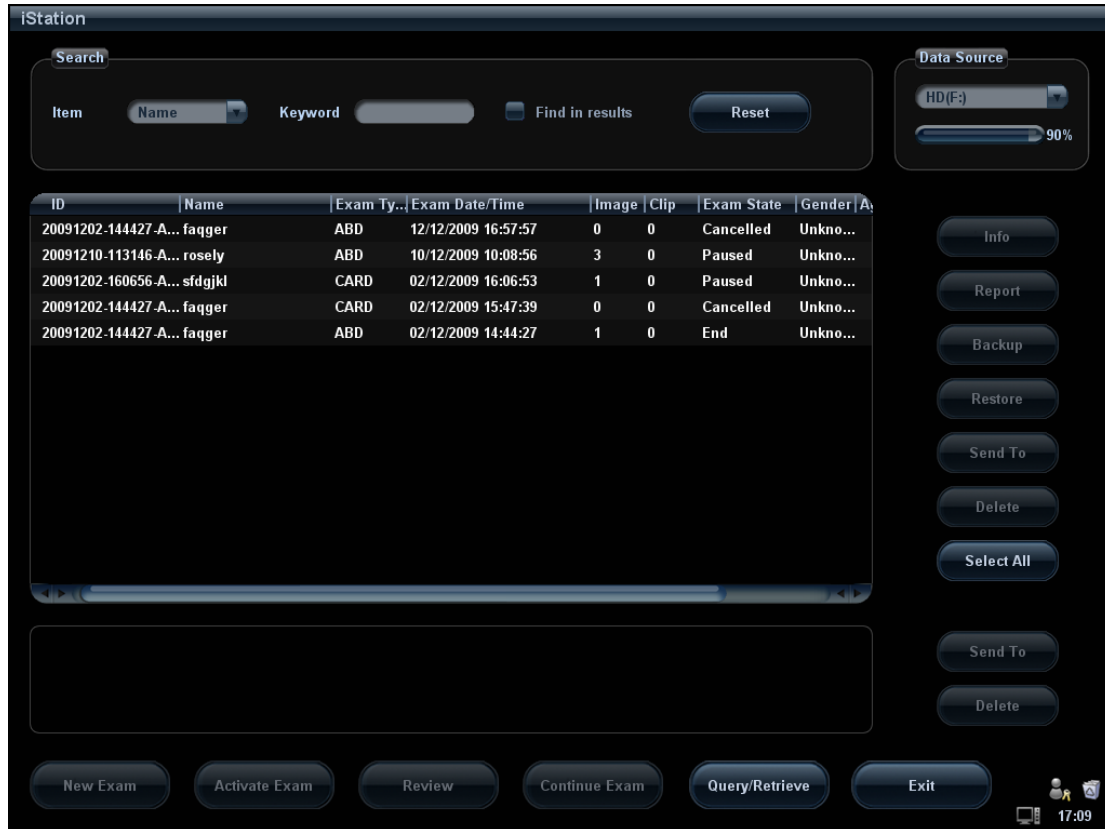 iStation
Search
Data Source
Item Name Keyword Find in results Reset
HD(F:)
90%
ID Name Exam Ty... Exam Date/Time Image Clip Exam State Gender A
20091202-144427-A... faqger ABD 12/12/2009 16:57:57 0 0 Cancelled Unkno...
20091210-113146-A... rosely ABD 10/12/2009 10:08:56 3 0 Paused Unkno...
20091202-160656-A... sfdgjkl CARD 02/12/2009 16:06:53 1 0 Paused Unkno...
20091202-144427-A... faqger CARD 02/12/2009 15:47:39 0 0 Cancelled Unkno...
20091202-144427-A... faqger ABD 02/12/2009 14:44:27 1 0 End Unkno...
Info
Report
Backup
Restore
Send To
Delete
Select All
Send To
Delete
New Exam Activate Exam Review Continue Exam Query/Retrieve Exit
17:09